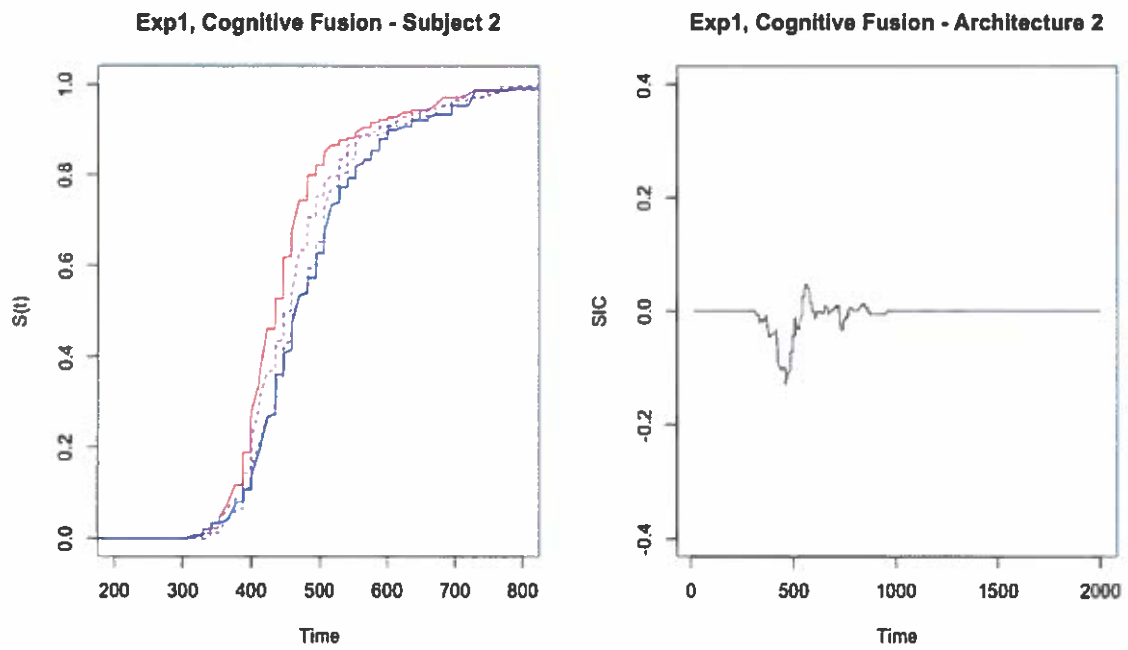 Exp1, Cognitive Fusion - Subject 2
S(t)
1.0
0.8
0.6
0.4
0.2
0.0
200 300 400 500 600 700 800
Time
Exp1, Cognitive Fusion - Architecture 2
SIC
0.4
0.2
0.0
-0.2
-0.4
0 500 1000 1500 2000
Time